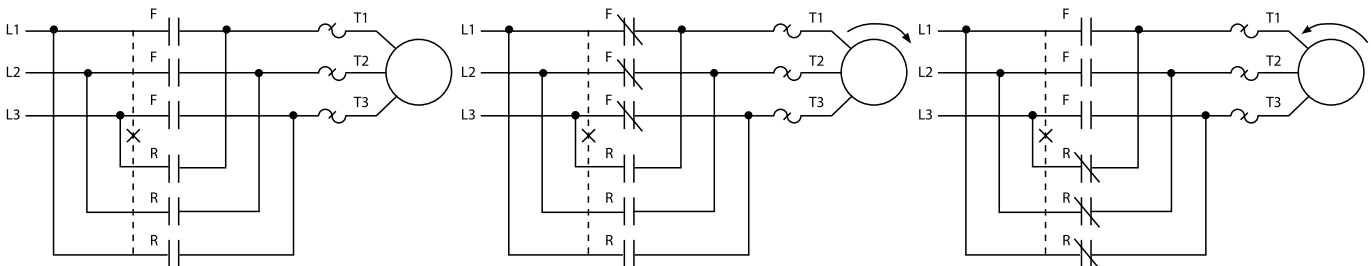 F T1 F T1 F T1
L1 L1 L1
F T2 F T2 F T2
L2 L2 L2
F T3 F T3 F T3
L3 L3 L3
R R R
R R R
R R R